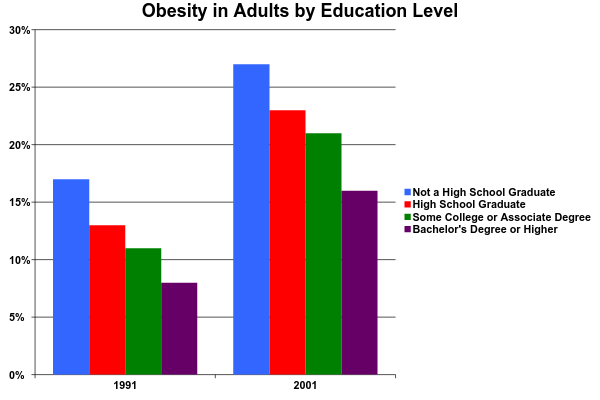 Obesity in Adults by Education Level
30%
25%
20%
15%
10%
5%
0%
1991
2001
Not a High School Graduate
High School Graduate
Some College or Associate Degree
Bachelor's Degree or Higher